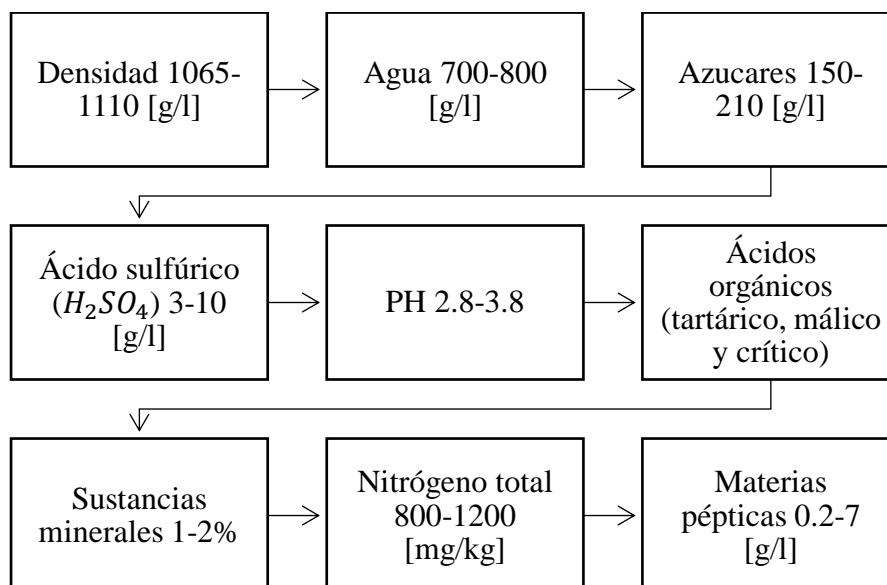 Densidad 1065-
1110 [g/l]
Agua 700-800
[g/l]
Azucares 150-
210 [g/l]
Ácido sulfúrico
(H₂SO₄) 3-10
[g/l]
PH 2.8-3.8
Ácidos
orgánicos
(tartárico, málico
y crítico)
Sustancias
minerales 1-2%
Nitrógeno total
800-1200
[mg/kg]
Materias
pépticas 0.2-7
[g/l]